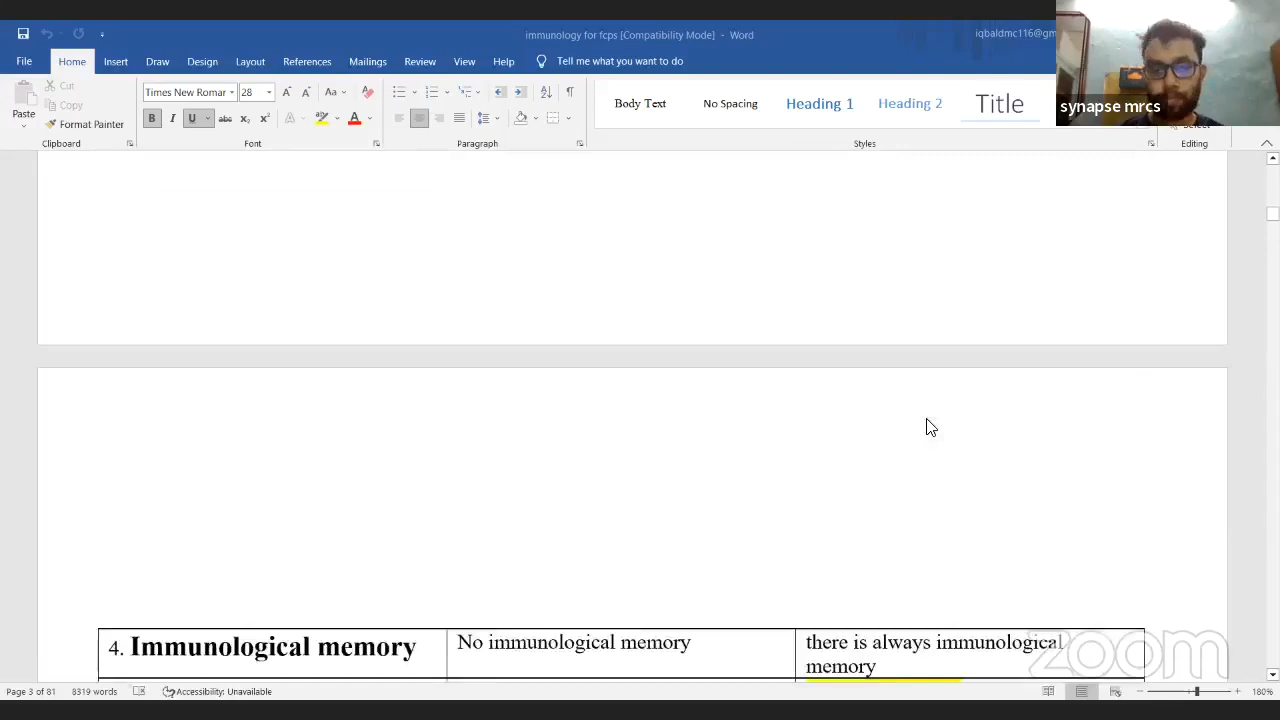 immunology for fcps [Compatibility Mode] - Word
iqbaldmc116@gm
File Home Insert Draw Design Layout References Mailings Review View Help Tell me what you want to do
synapse mrcs
Paste
Cut
Copy
Format Painter
Times New Romar 28
Body Text No Spacing Heading 1 Heading 2 Title
Clipboard Font Paragraph Styles Editing
4. Immunological memory
No immunological memory
there is always immunological
memory
zoom
Page 3 of 81 8319 words Accessibility: Unavailable 180%